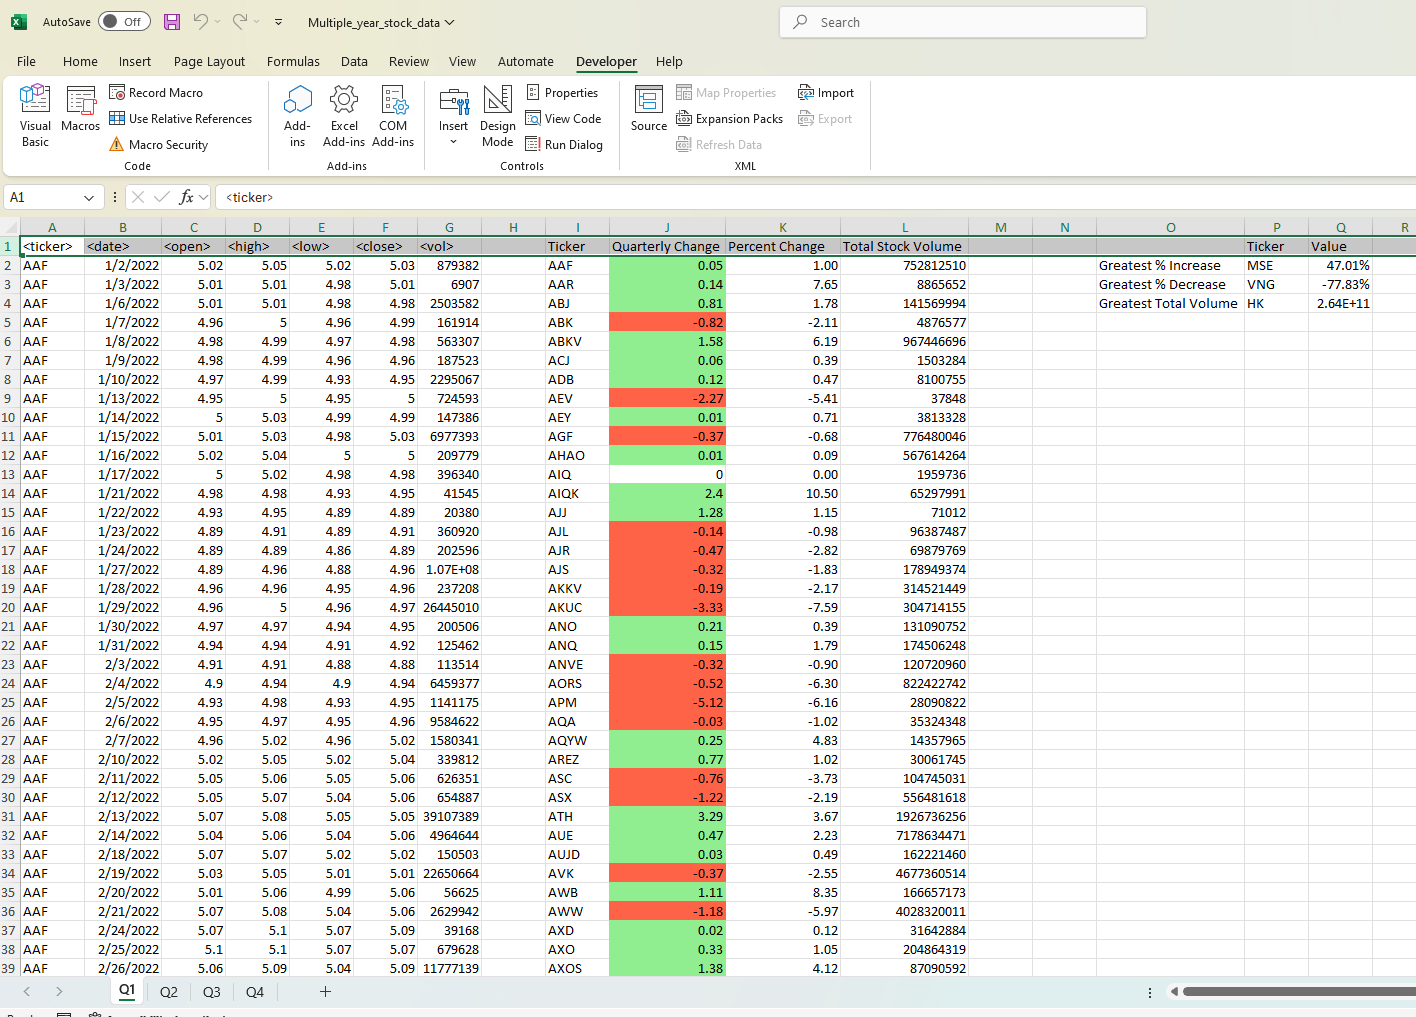 AutoSave Off Multiple_year_stock_data Search
File Home Insert Page Layout Formulas Data Review View Automate Developer Help
Visual Basic Macros Record Macro Use Relative References Macro Security Add-ins Excel Add-ins COM Add-ins Insert Design Mode Properties View Code Run Dialog Source Map Properties Expansion Packs Refresh Data Import Export
Code Add-ins Controls XML
A1 fx <ticker>
A B C D E F G H I J K L M N O P Q R
1 <ticker> <date> <open> <high> <low> <close> <vol> Ticker Quarterly Change Percent Change Total Stock Volume Ticker Value
2 AAF 1/2/2022 5.02 5.05 5.02 5.03 879382 AAF 0.05 1.00 752812510 Greatest % Increase MSE 47.01%
3 AAF 1/3/2022 5.01 5.01 4.98 5.01 6907 AAR 0.14 7.65 8865652 Greatest % Decrease VNG -77.83%
4 AAF 1/6/2022 5.01 5.01 4.98 4.98 2503582 ABJ 0.81 1.78 141569994 Greatest Total Volume HK 2.64E+11
5 AAF 1/7/2022 4.96 5 4.96 4.99 161914 ABK -0.82 -2.11 4876577
6 AAF 1/8/2022 4.98 4.99 4.97 4.98 563307 ABKV 1.58 6.19 967446696
7 AAF 1/9/2022 4.98 4.99 4.96 4.96 187523 ACJ 0.06 0.39 1503284
8 AAF 1/10/2022 4.97 4.99 4.93 4.95 2295067 ADB 0.12 0.47 8100755
9 AAF 1/13/2022 4.95 5 4.95 5 724593 AEV -2.27 -5.41 37848
10 AAF 1/14/2022 5 5.03 4.99 4.99 147386 AEY 0.01 0.71 3813328
11 AAF 1/15/2022 5.01 5.03 4.98 5.03 6977393 AGF -0.37 -0.68 776480046
12 AAF 1/16/2022 5.02 5.04 5 5 209779 AHAO 0.01 0.09 567614264
13 AAF 1/17/2022 5 5.02 4.98 4.98 396340 AIQ 0 0.00 1959736
14 AAF 1/21/2022 4.98 4.98 4.93 4.95 41545 AIQK 2.4 10.50 65297991
15 AAF 1/22/2022 4.93 4.95 4.89 4.89 20380 AJJ 1.28 1.15 71012
16 AAF 1/23/2022 4.89 4.91 4.89 4.91 360920 AJL -0.14 -0.98 96387487
17 AAF 1/24/2022 4.89 4.89 4.86 4.89 202596 AJR -0.47 -2.82 69879769
18 AAF 1/27/2022 4.89 4.96 4.88 4.96 1.07E+08 AJS -0.32 -1.83 178949374
19 AAF 1/28/2022 4.96 4.96 4.95 4.96 237208 AKKV -0.19 -2.17 314521449
20 AAF 1/29/2022 4.96 5 4.96 4.97 26445010 AKUC -3.33 -7.59 304714155
21 AAF 1/30/2022 4.97 4.97 4.94 4.95 200506 ANO 0.21 0.39 131090752
22 AAF 1/31/2022 4.94 4.94 4.91 4.92 125462 ANQ 0.15 1.79 174506248
23 AAF 2/3/2022 4.91 4.91 4.88 4.88 113514 ANVE -0.32 -0.90 120720960
24 AAF 2/4/2022 4.9 4.94 4.9 4.94 6459377 AORS -0.52 -6.30 822422742
25 AAF 2/5/2022 4.93 4.98 4.93 4.95 1141175 APM -5.12 -6.16 28090822
26 AAF 2/6/2022 4.95 4.97 4.95 4.96 9584622 AQA -0.03 -1.02 35324348
27 AAF 2/7/2022 4.96 5.02 4.96 5.02 1580341 AQYW 0.25 4.83 14357965
28 AAF 2/10/2022 5.02 5.05 5.02 5.04 339812 AREZ 0.77 1.02 30061745
29 AAF 2/11/2022 5.05 5.06 5.05 5.06 626351 ASC -0.76 -3.73 104745031
30 AAF 2/12/2022 5.05 5.07 5.04 5.06 654887 ASX -1.22 -2.19 556481618
31 AAF 2/13/2022 5.07 5.08 5.05 5.05 39107389 ATH 3.29 3.67 1926736256
32 AAF 2/14/2022 5.04 5.06 5.04 5.06 4964644 AUE 0.47 2.23 7178634471
33 AAF 2/18/2022 5.07 5.07 5.02 5.02 150503 AUJD 0.03 0.49 162221460
34 AAF 2/19/2022 5.03 5.05 5.01 5.01 22650664 AVK -0.37 -2.55 4677360514
35 AAF 2/20/2022 5.01 5.06 4.99 5.06 56625 AWB 1.11 8.35 166657173
36 AAF 2/21/2022 5.07 5.08 5.04 5.06 2629942 AWW -1.18 -5.97 4028320011
37 AAF 2/24/2022 5.07 5.1 5.07 5.09 39168 AXD 0.02 0.12 31642884
38 AAF 2/25/2022 5.1 5.1 5.07 5.07 679628 AXO 0.33 1.05 204864319
39 AAF 2/26/2022 5.06 5.09 5.04 5.09 11777139 AXOS 1.38 4.12 87090592
Q1 Q2 Q3 Q4